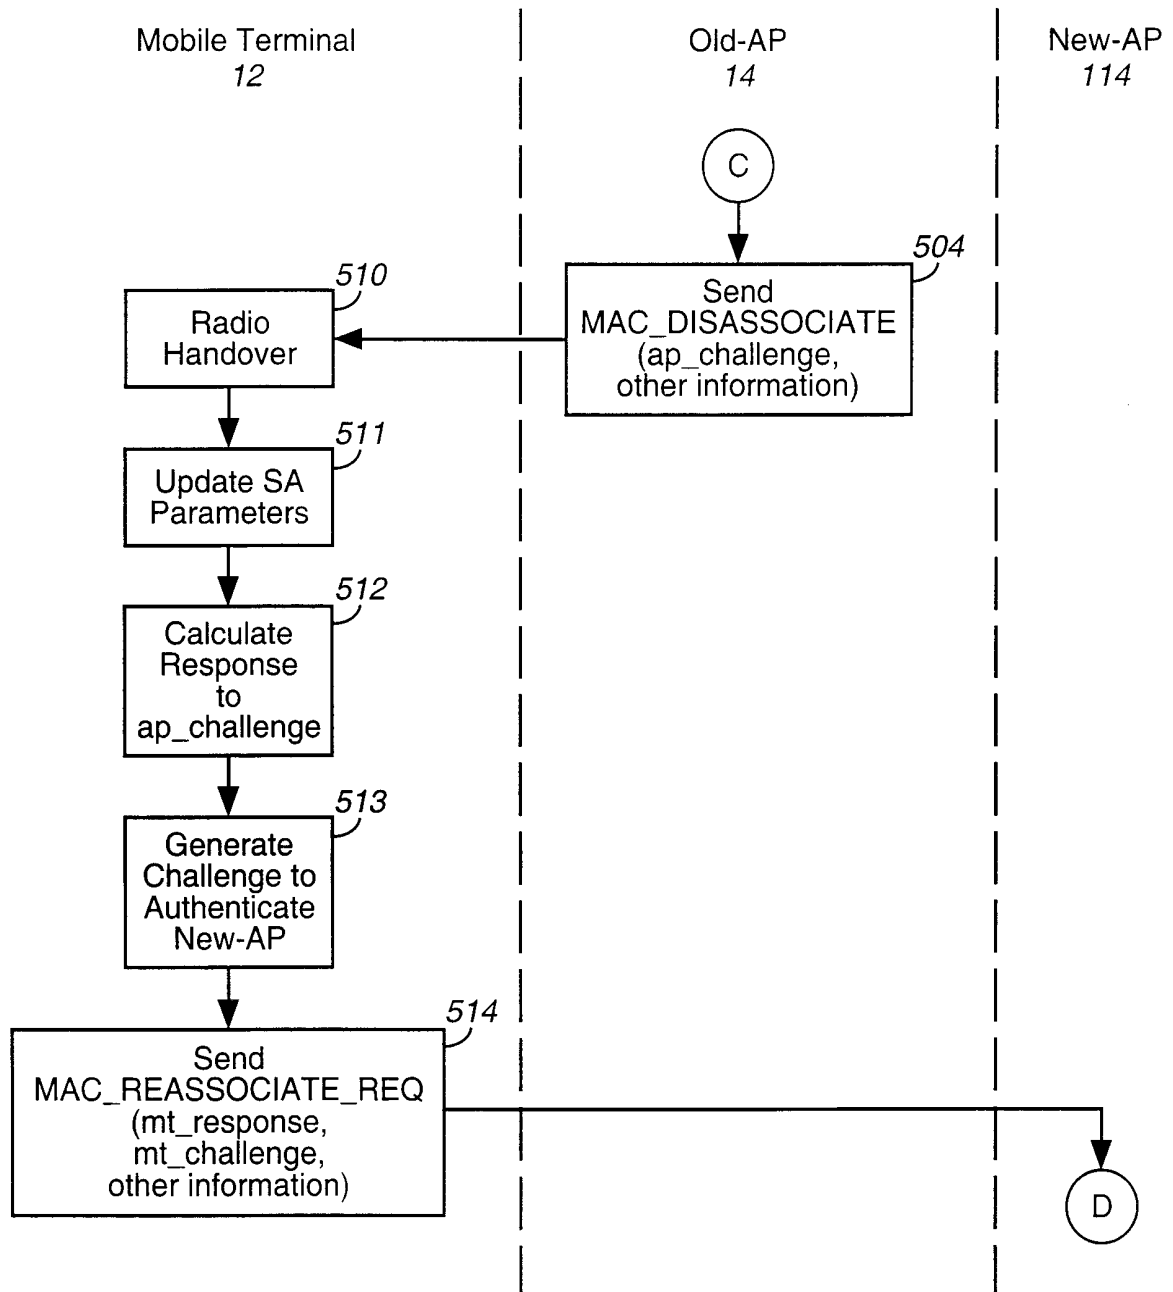 Mobile Terminal
12
Old-AP
14
New-AP
114
C
504
Send
MAC_DISASSOCIATE
(ap_challenge,
other information)
510
Radio
Handover
511
Update SA
Parameters
512
Calculate
Response
to
ap_challenge
513
Generate
Challenge to
Authenticate
New-AP
514
Send
MAC_REASSOCIATE_REQ
(mt_response,
mt_challenge,
other information)
D